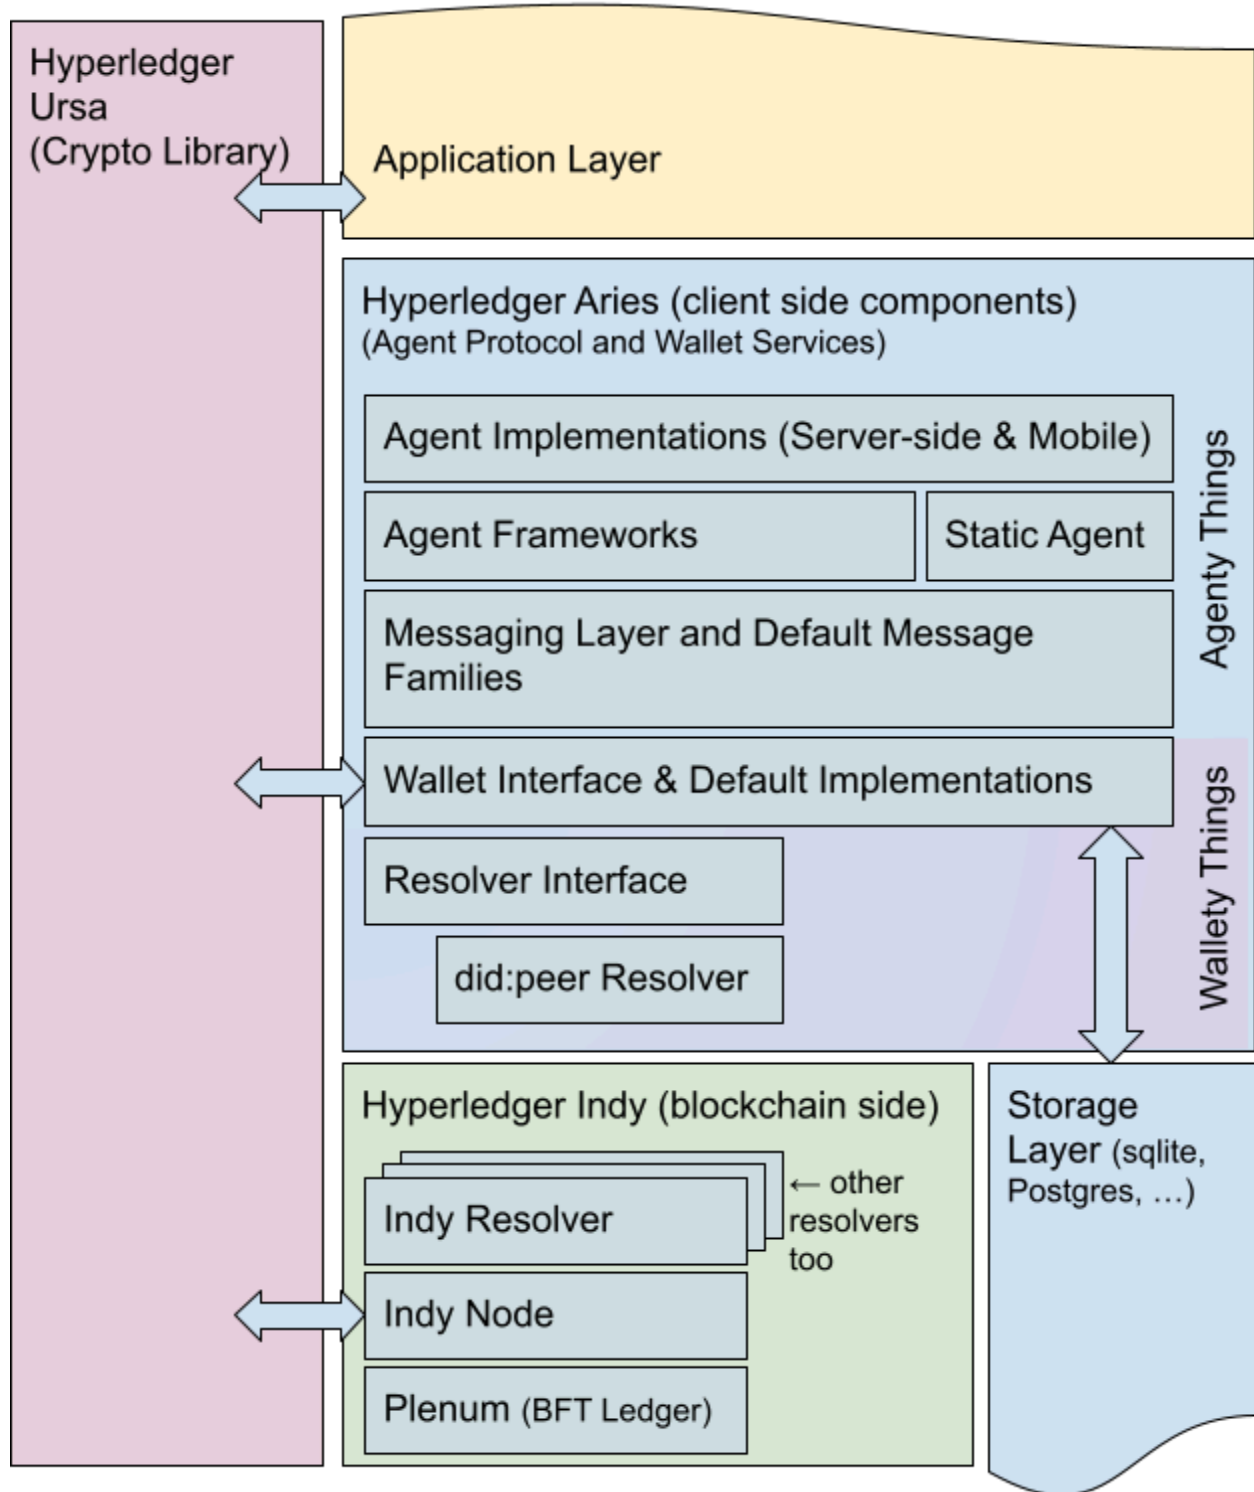 Hyperledger
Ursa
(Crypto Library)
Application Layer
Hyperledger Aries (client side components)
(Agent Protocol and Wallet Services)
Agent Implementations (Server-side & Mobile)
Agent Frameworks
Static Agent
Messaging Layer and Default Message
Families
Agenty Things
Wallet Interface & Default Implementations
Resolver Interface
did:peer Resolver
Wallety Things
Hyperledger Indy (blockchain side)
Indy Resolver
← other
resolvers
too
Indy Node
Plenum (BFT Ledger)
Storage
Layer (sqlite,
Postgres, …)